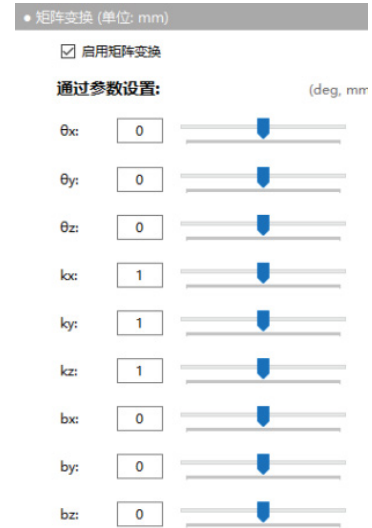 ● 矩阵变换 (单位: mm)
启用矩阵变换
通过参数设置: (deg, mm
θx: 0
θy: 0
θz: 0
kx: 1
ky: 1
kz: 1
bx: 0
by: 0
bz: 0